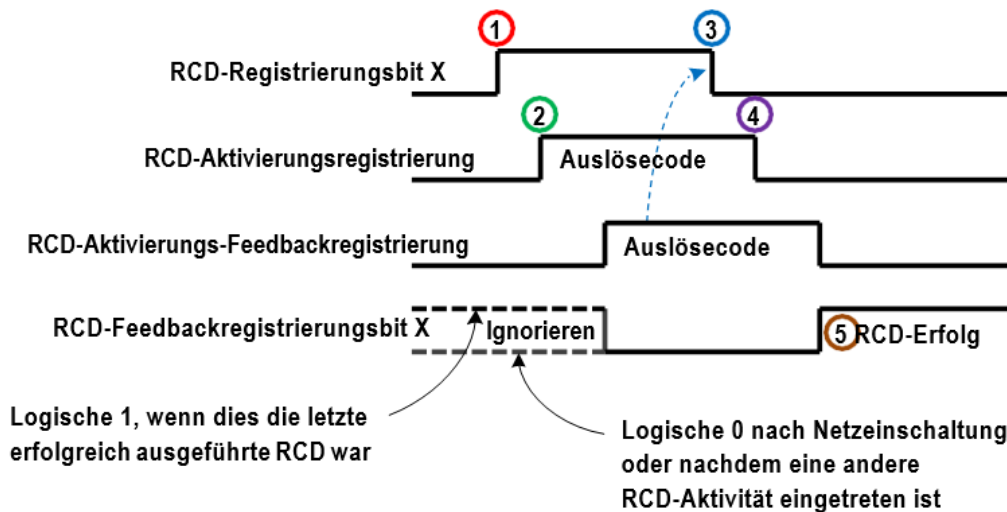 1
3
RCD-Registrierungsbit X
2
4
RCD-Aktivierungsregistrierung
Auslösecode
RCD-Aktivierungs-Feedbackregistrierung
Auslösecode
RCD-Feedbackregistrierungsbit X
Ignorieren
5 RCD-Erfolg
Logische 1, wenn dies die letzte
erfolgreich ausgeführte RCD war
Logische 0 nach Netzeinschaltung
oder nachdem eine andere
RCD-Aktivität eingetreten ist